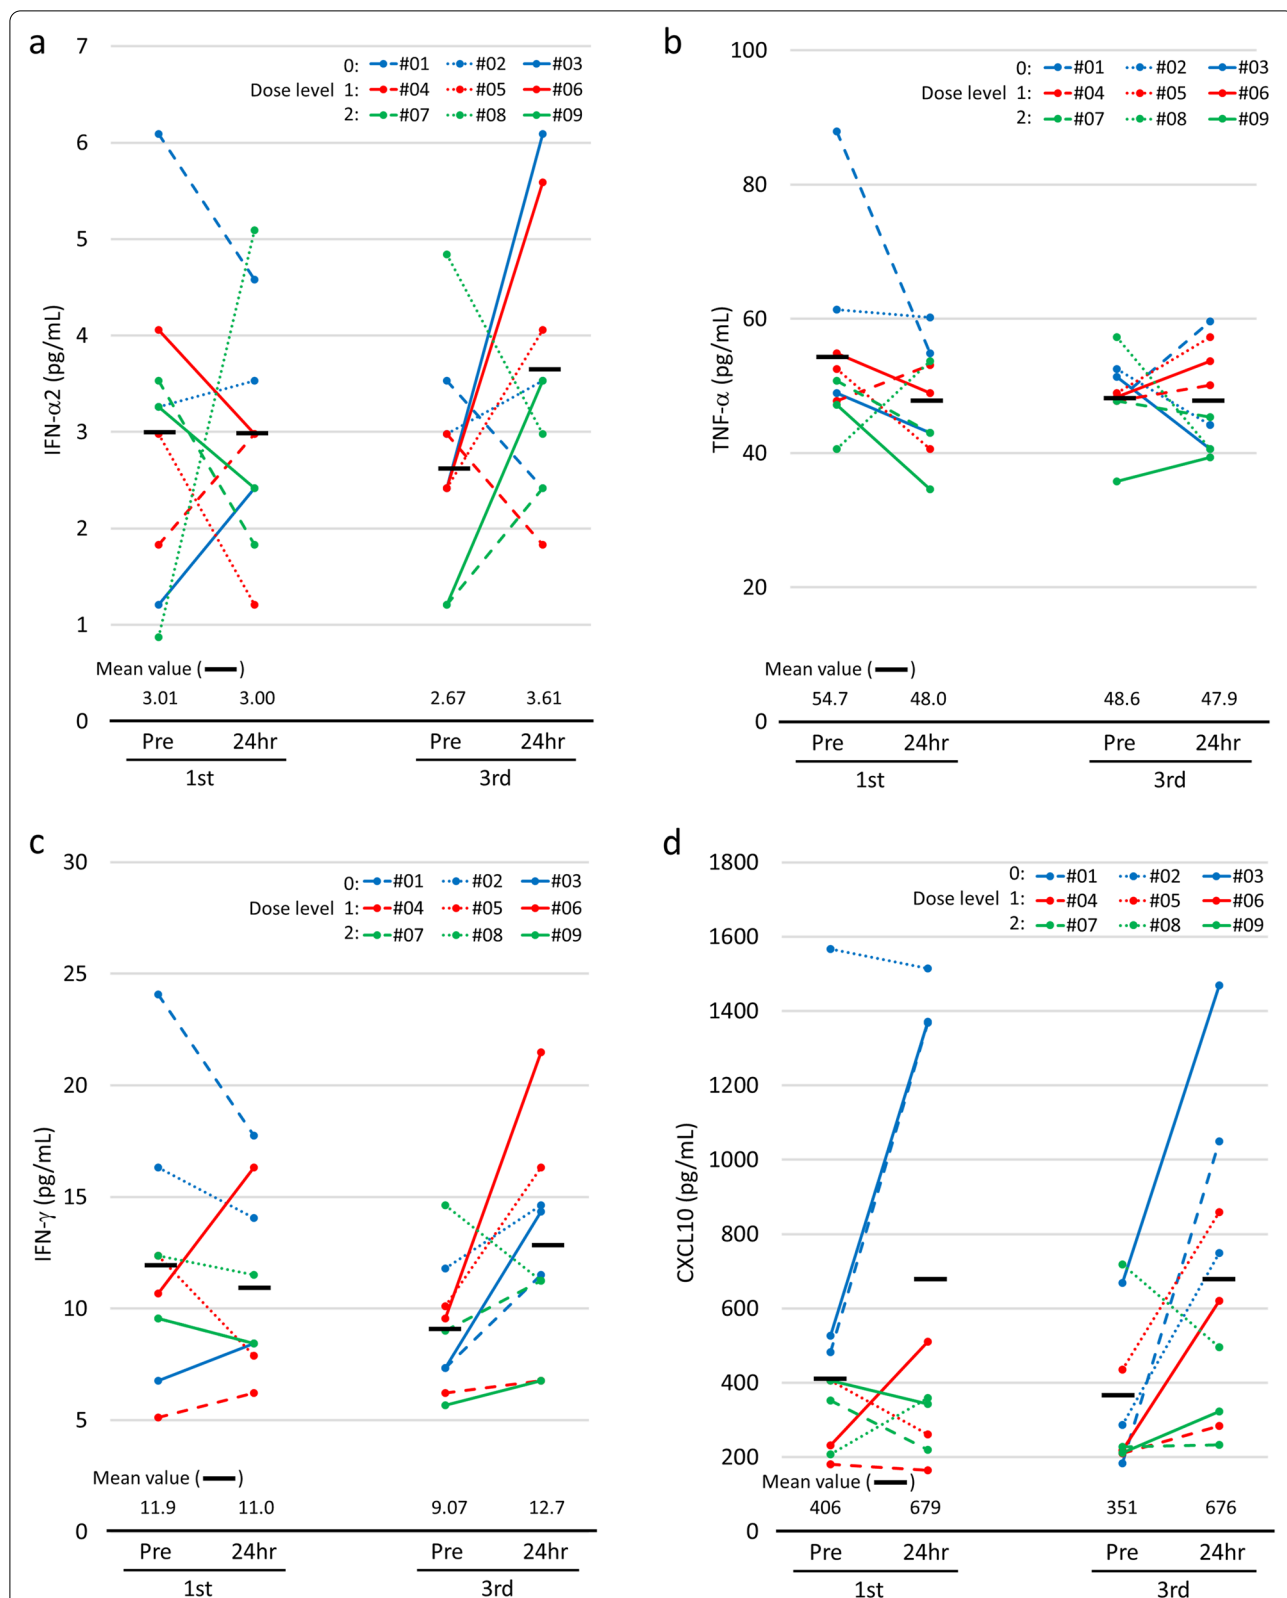 a
7
6
5
4
3
2
1
0
IFN-α2 (pg/mL)
0: #01 #02 #03
Dose level 1: #04 #05 #06
2: #07 #08 #09
Mean value ( )
3.01 3.00 2.67 3.61
Pre 24hr Pre 24hr
1st 3rd
b
100
80
60
40
20
0
TNF-α (pg/mL)
0: #01 #02 #03
Dose level 1: #04 #05 #06
2: #07 #08 #09
Mean value ( )
54.7 48.0 48.6 47.9
Pre 24hr Pre 24hr
1st 3rd
c
30
25
20
15
10
5
0
IFN-γ (pg/mL)
0: #01 #02 #03
Dose level 1: #04 #05 #06
2: #07 #08 #09
Mean value ( )
11.9 11.0 9.07 12.7
Pre 24hr Pre 24hr
1st 3rd
d
1800
1600
1400
1200
1000
800
600
400
200
0
CXCL10 (pg/mL)
0: #01 #02 #03
Dose level 1: #04 #05 #06
2: #07 #08 #09
Mean value ( )
406 679 351 676
Pre 24hr Pre 24hr
1st 3rd